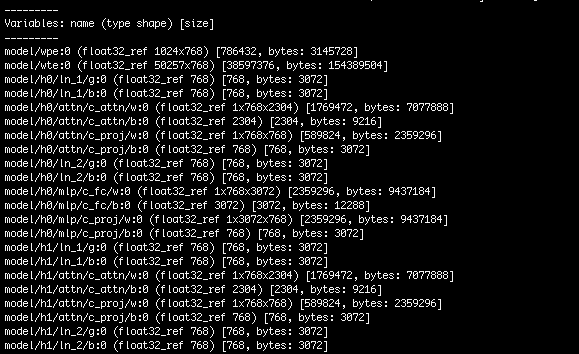 ---------
Variables: name (type shape) [size]
---------
model/wpe:0 (float32_ref 1024x768) [786432, bytes: 3145728]
model/wte:0 (float32_ref 50257x768) [38597376, bytes: 154389504]
model/h0/ln_1/g:0 (float32_ref 768) [768, bytes: 3072]
model/h0/ln_1/b:0 (float32_ref 768) [768, bytes: 3072]
model/h0/attn/c_attn/w:0 (float32_ref 1x768x2304) [1769472, bytes: 7077888]
model/h0/attn/c_attn/b:0 (float32_ref 2304) [2304, bytes: 9216]
model/h0/attn/c_proj/w:0 (float32_ref 1x768x768) [589824, bytes: 2359296]
model/h0/attn/c_proj/b:0 (float32_ref 768) [768, bytes: 3072]
model/h0/ln_2/g:0 (float32_ref 768) [768, bytes: 3072]
model/h0/ln_2/b:0 (float32_ref 768) [768, bytes: 3072]
model/h0/mlp/c_fc/w:0 (float32_ref 1x768x3072) [2359296, bytes: 9437184]
model/h0/mlp/c_fc/b:0 (float32_ref 3072) [3072, bytes: 12288]
model/h0/mlp/c_proj/w:0 (float32_ref 1x3072x768) [2359296, bytes: 9437184]
model/h0/mlp/c_proj/b:0 (float32_ref 768) [768, bytes: 3072]
model/h1/ln_1/g:0 (float32_ref 768) [768, bytes: 3072]
model/h1/ln_1/b:0 (float32_ref 768) [768, bytes: 3072]
model/h1/attn/c_attn/w:0 (float32_ref 1x768x2304) [1769472, bytes: 7077888]
model/h1/attn/c_attn/b:0 (float32_ref 2304) [2304, bytes: 9216]
model/h1/attn/c_proj/w:0 (float32_ref 1x768x768) [589824, bytes: 2359296]
model/h1/attn/c_proj/b:0 (float32_ref 768) [768, bytes: 3072]
model/h1/ln_2/g:0 (float32_ref 768) [768, bytes: 3072]
model/h1/ln_2/b:0 (float32_ref 768) [768, bytes: 3072]